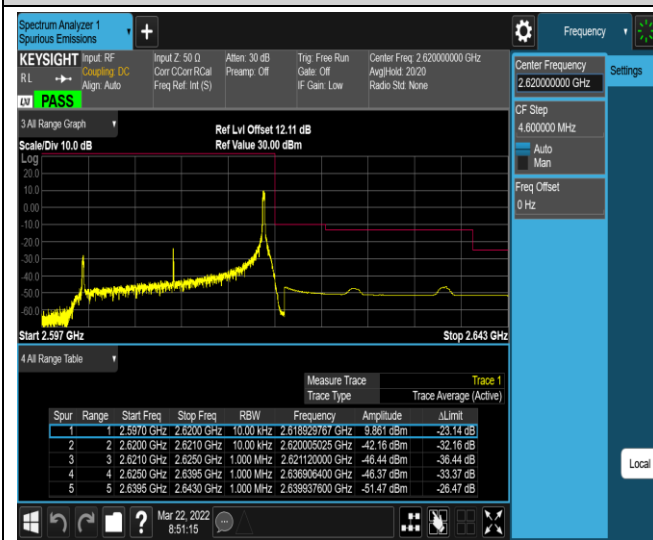 Spectrum Analyzer 1
Spurious Emissions
Frequency
KEYSIGHT
RL
LXI PASS
Input: RF
Coupling: DC
Align: Auto
Input Z: 50 Ω
Corr CCorr RCal
Freq Ref: Int (S)
Atten: 30 dB
Preamp: Off
Trig: Free Run
Gate: Off
IF Gain: Low
Center Freq: 2.620000000 GHz
Avg|Hold: 20/20
Radio Std: None
Center Frequency
2.620000000 GHz
Settings
CF Step
4.600000 MHz
Auto
Man
Freq Offset
0 Hz
Local
3 All Range Graph
Scale/Div 10.0 dB
Ref Lvl Offset 12.11 dB
Ref Value 30.00 dBm
Log
20.0
10.0
0.00
-10.0
-20.0
-30.0
-40.0
-50.0
-60.0
Start 2.597 GHz Stop 2.643 GHz
4 All Range Table
Measure Trace Trace 1
Trace Type Trace Average (Active)
Spur Range Start Freq Stop Freq RBW Frequency Amplitude ΔLimit
1 1 2.5970 GHz 2.6200 GHz 10.00 kHz 2.618929767 GHz 9.861 dBm -23.14 dB
2 2 2.6200 GHz 2.6210 GHz 10.00 kHz 2.620005025 GHz -42.16 dBm -32.16 dB
3 3 2.6210 GHz 2.6250 GHz 1.000 MHz 2.621120000 GHz -46.44 dBm -36.44 dB
4 4 2.6250 GHz 2.6395 GHz 1.000 MHz 2.636906400 GHz -46.37 dBm -33.37 dB
5 5 2.6395 GHz 2.6430 GHz 1.000 MHz 2.639937600 GHz -51.47 dBm -26.47 dB
Mar 22, 2022
8:51:15